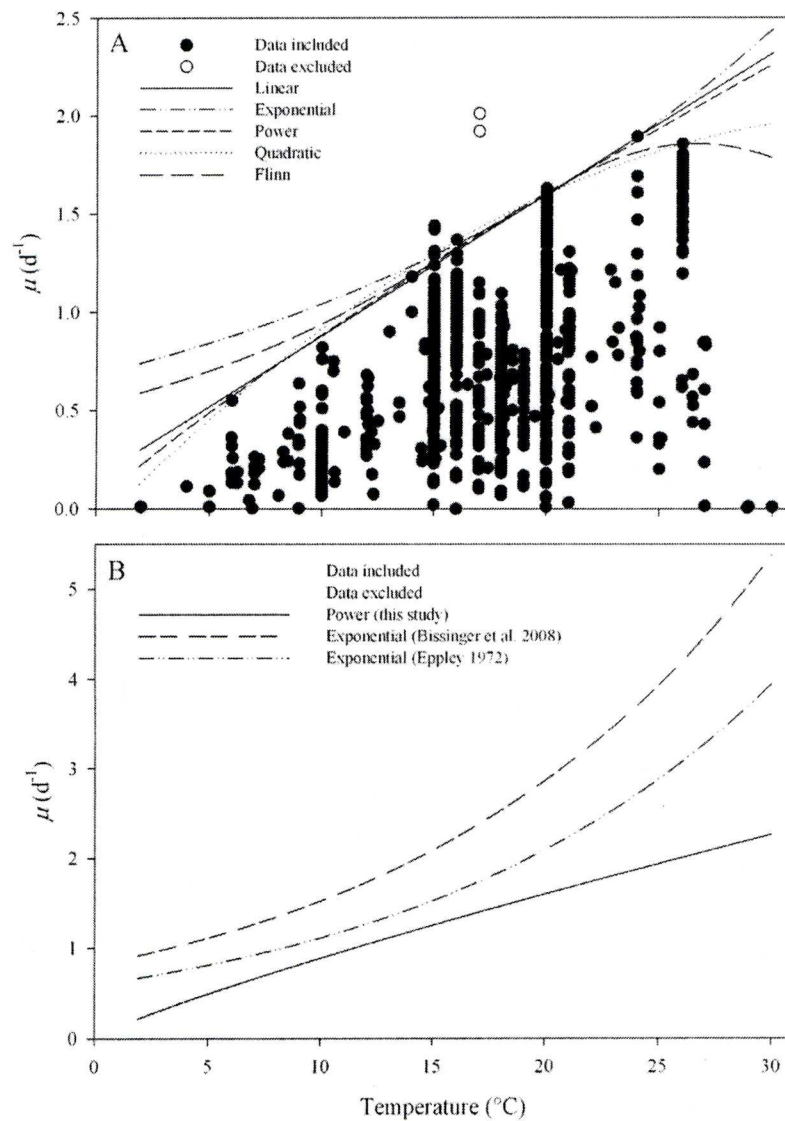 A
Data included
Data excluded
Linear
Exponential
Power
Quadratic
Flinn
2.5
2.0
1.5
1.0
0.5
0.0
μ (d⁻¹)
B
Data included
Data excluded
Power (this study)
Exponential (Bissinger et al. 2008)
Exponential (Eppley 1972)
5
4
3
2
1
0
μ (d⁻¹)
0 5 10 15 20 25 30
Temperature (°C)